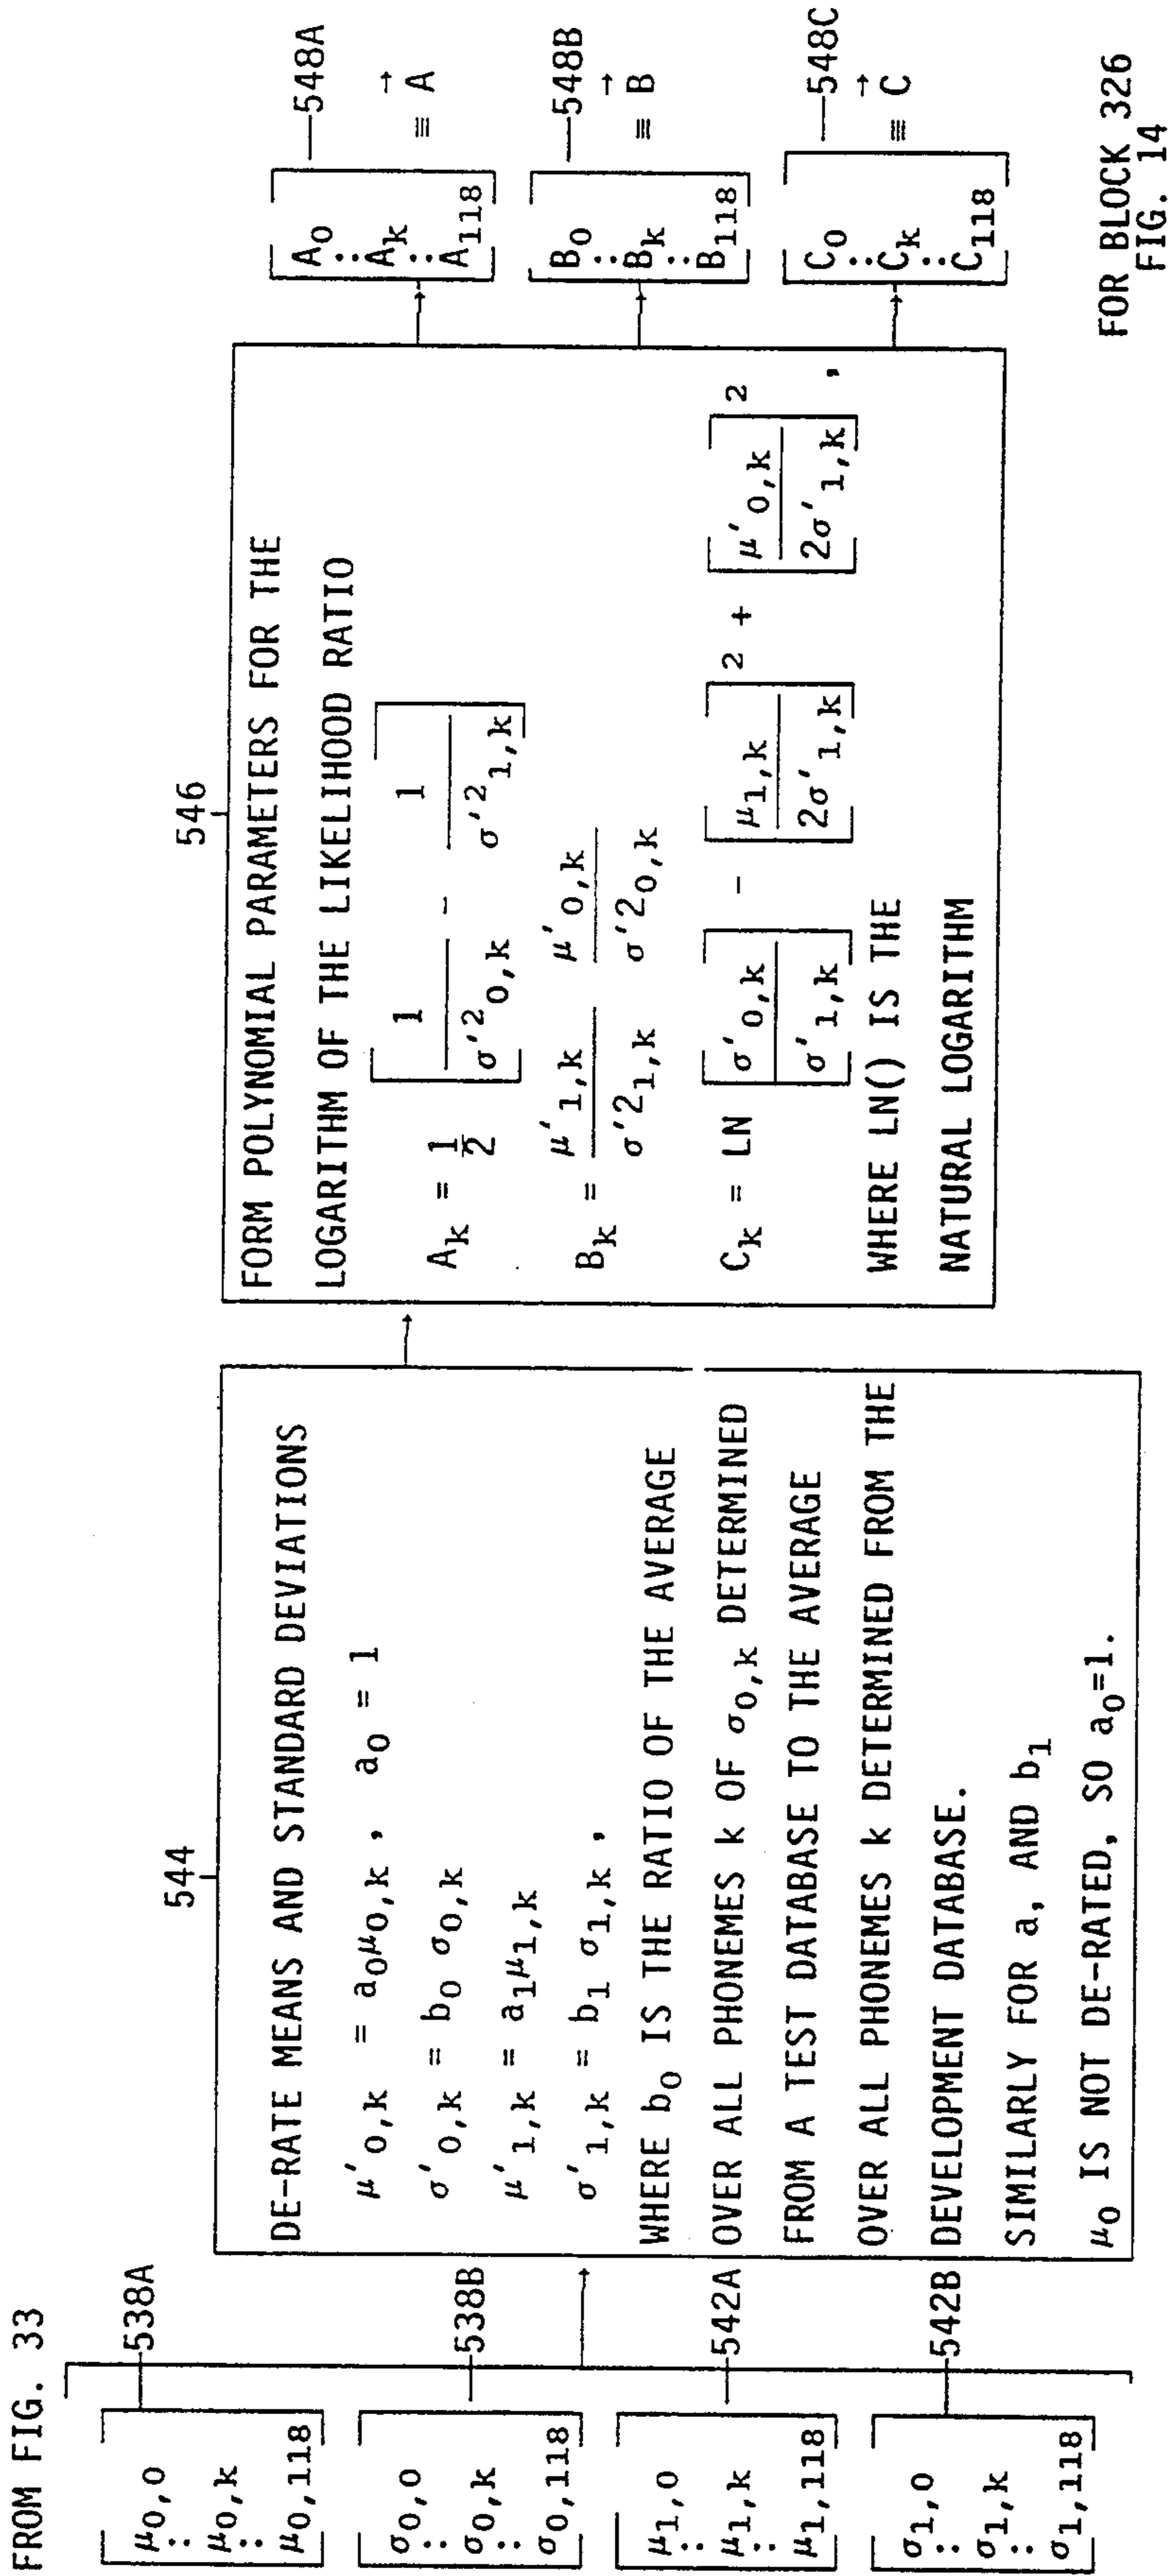 FROM FIG. 33
μ0,0
:
μ0,k
:
μ0,118
538A
σ0,0
:
σ0,k
:
σ0,118
538B
μ1,0
:
μ1,k
:
μ1,118
542A
σ1,0
:
σ1,k
:
σ1,118
542B
544
DE-RATE MEANS AND STANDARD DEVIATIONS
μ'0,k = a0μ0,k , a0 = 1
σ'0,k = b0 σ0,k
μ'1,k = a1μ1,k
σ'1,k = b1 σ1,k ,
WHERE b0 IS THE RATIO OF THE AVERAGE
OVER ALL PHONEMES k OF σ0,k DETERMINED
FROM A TEST DATABASE TO THE AVERAGE
OVER ALL PHONEMES k DETERMINED FROM THE
DEVELOPMENT DATABASE.
SIMILARLY FOR a, AND b1
μ0 IS NOT DE-RATED, SO a0=1.
546
FORM POLYNOMIAL PARAMETERS FOR THE
LOGARITHM OF THE LIKELIHOOD RATIO
Ak = 1/2 [ 1/σ'²0,k - 1/σ'²1,k ]
Bk = μ'1,k/σ'21,k μ'0,k/σ'20,k
Ck = LN [ σ'0,k/σ'1,k ] - [ μ1,k/2σ'1,k ]² + [ μ'0,k/2σ'1,k ]² ,
WHERE LN() IS THE
NATURAL LOGARITHM
A0
:
Ak
:
A118
548A
≡ A→
B0
:
Bk
:
B118
548B
≡ B→
C0
:
Ck
:
C118
548C
≡ C→
FOR BLOCK 326
FIG. 14